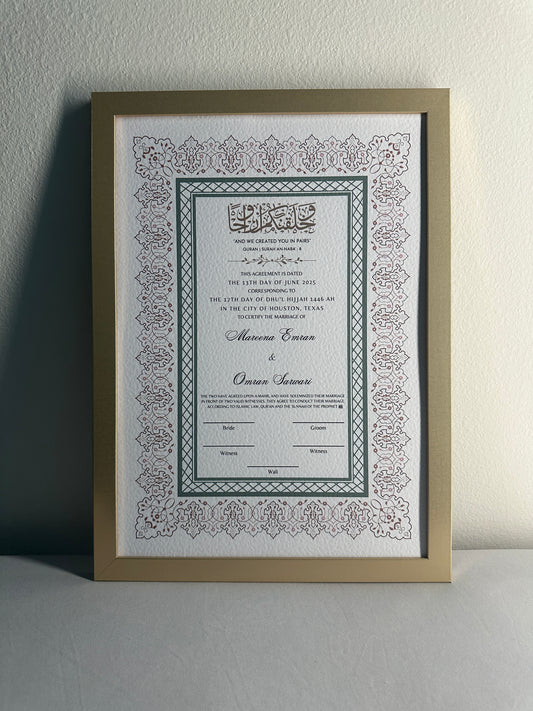 وخلقنكم أزوجا
"AND WE CREATED YOU IN PAIRS"
QURAN | SURAH AN-NABA' : 8
THIS AGREEMENT IS DATED
THE 13TH DAY OF JUNE 2025
CORRESPONDING TO
THE 17TH DAY OF DHU'L HIJJAH 1446 AH
IN THE CITY OF HOUSTON, TEXAS
TO CERTIFY THE MARRIAGE OF
Mareena Emran
&
Omran Sarwari
THE TWO HAVE AGREED UPON A MAHR, AND HAVE SOLEMNIZED THEIR MARRIAGE
IN FRONT OF TWO VALID WITNESSES. THEY AGREE TO CONDUCT THEIR MARRIAGE,
ACCORDING TO ISLAMIC LAW, QUR'AN AND THE SUNNAH OF THE PROPHET ﷺ
Bride Groom
Witness Witness
Wali